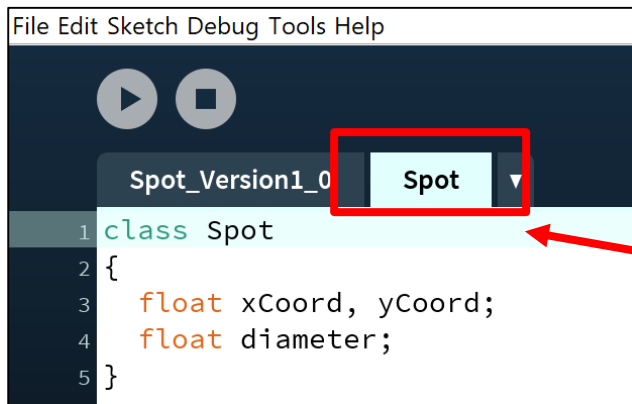 File Edit Sketch Debug Tools Help
Spot_Version1_0 Spot ▼
1 class Spot
2 {
3 float xCoord, yCoord;
4 float diameter;
5 }